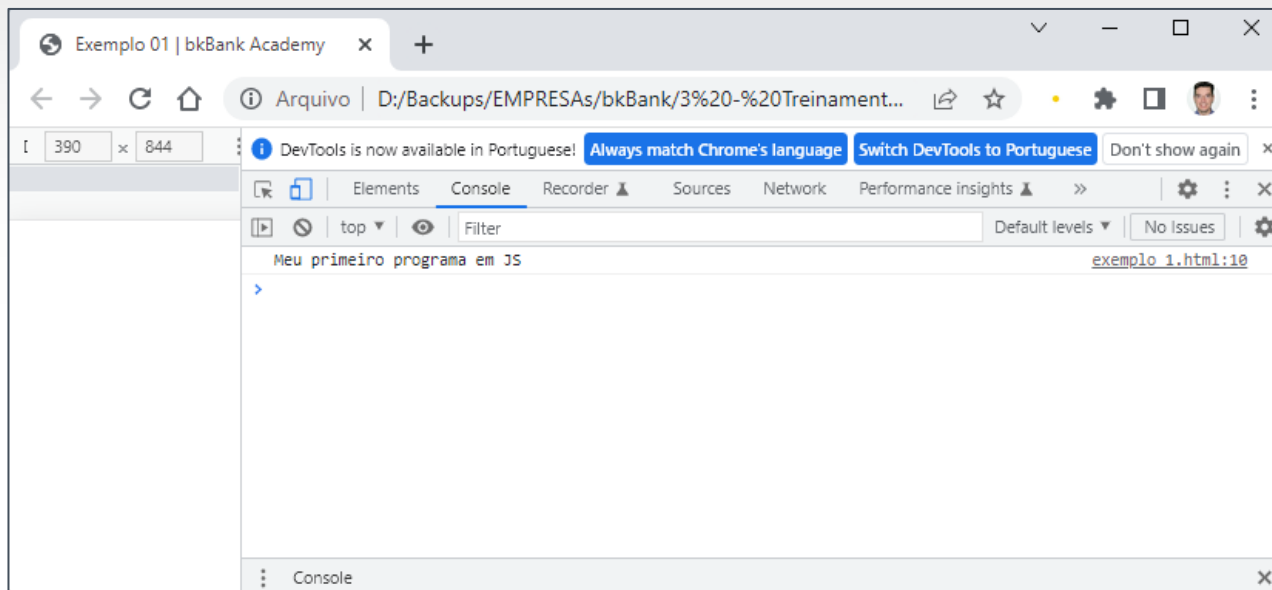 Exemplo 01 | bkBank Academy
Arquivo | D:/Backups/EMPRESAs/bkBank/3%20-%20Treinament...
390 × 844
DevTools is now available in Portuguese! Always match Chrome's language Switch DevTools to Portuguese Don't show again
Elements Console Recorder Sources Network Performance insights
top Filter Default levels No Issues
Meu primeiro programa em JS exemplo 1.html:10
Console